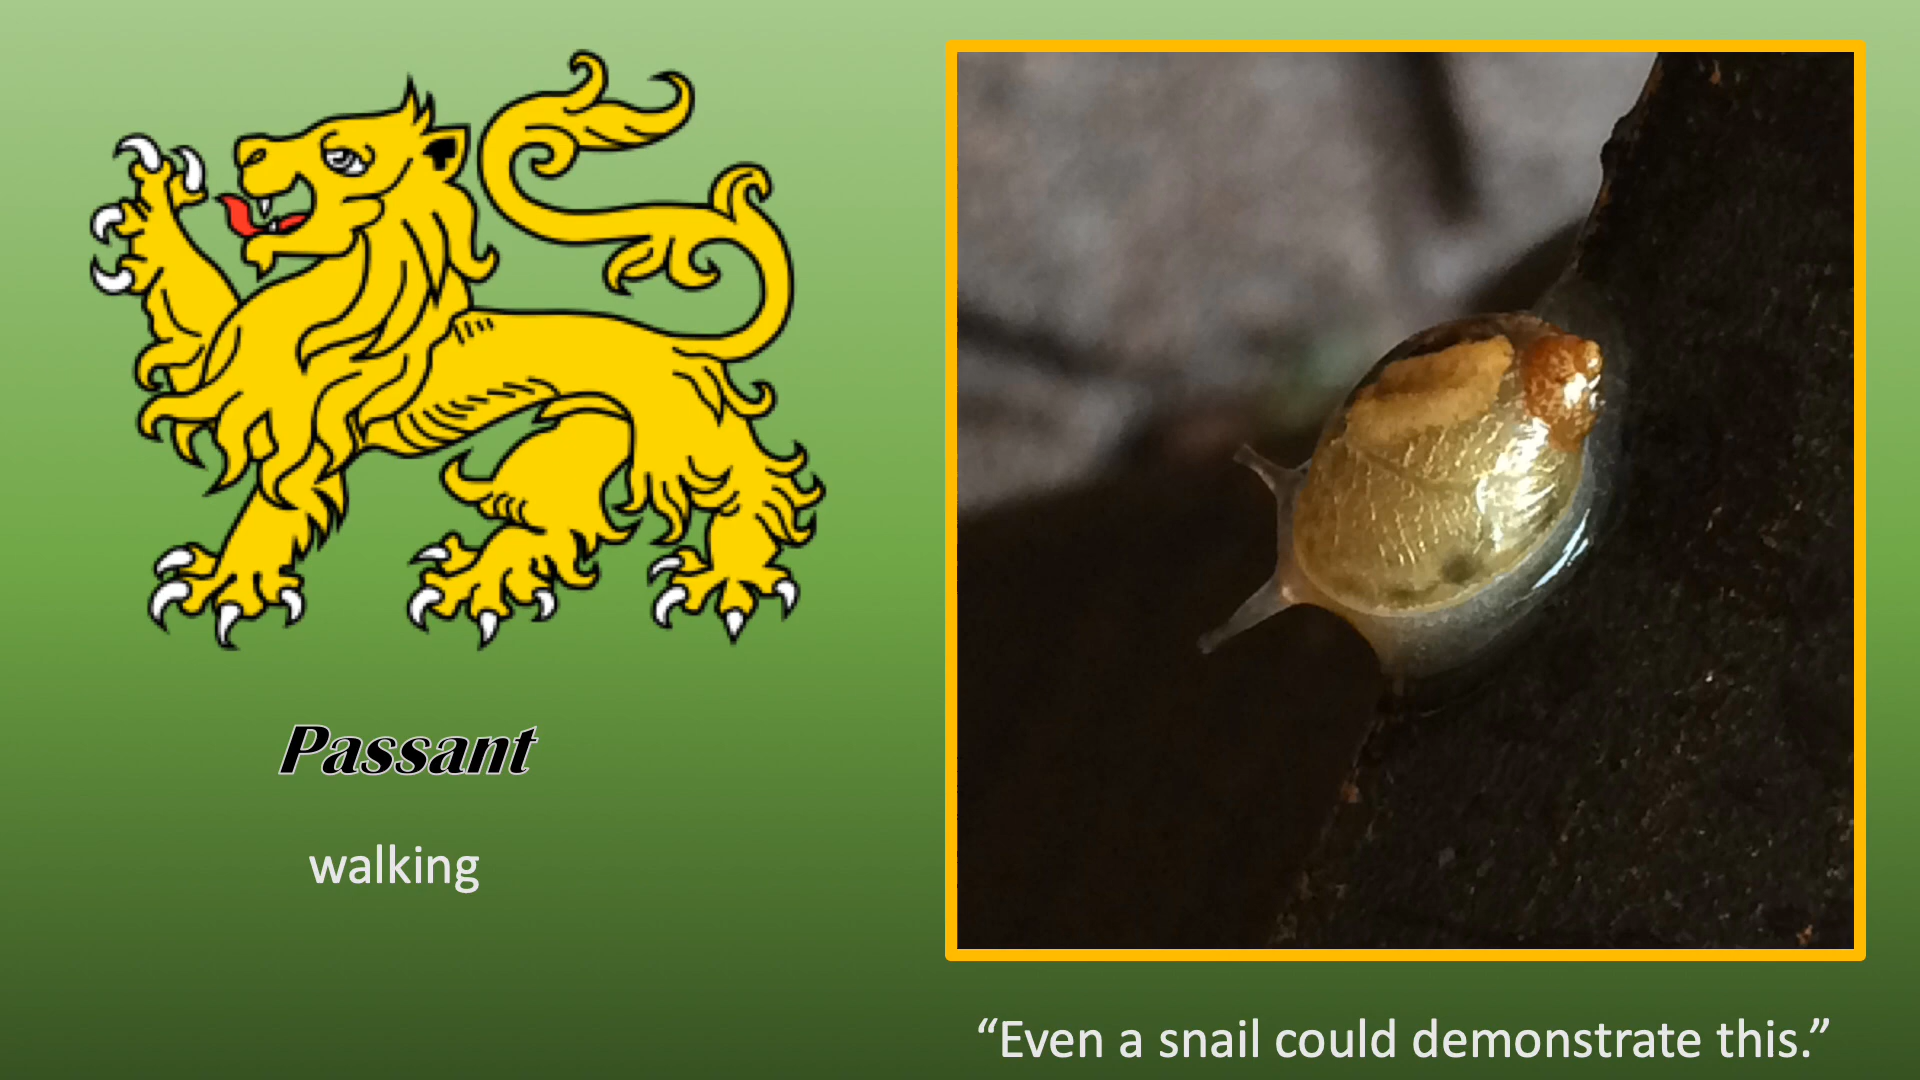 Passant
walking
“Even a snail could demonstrate this.”